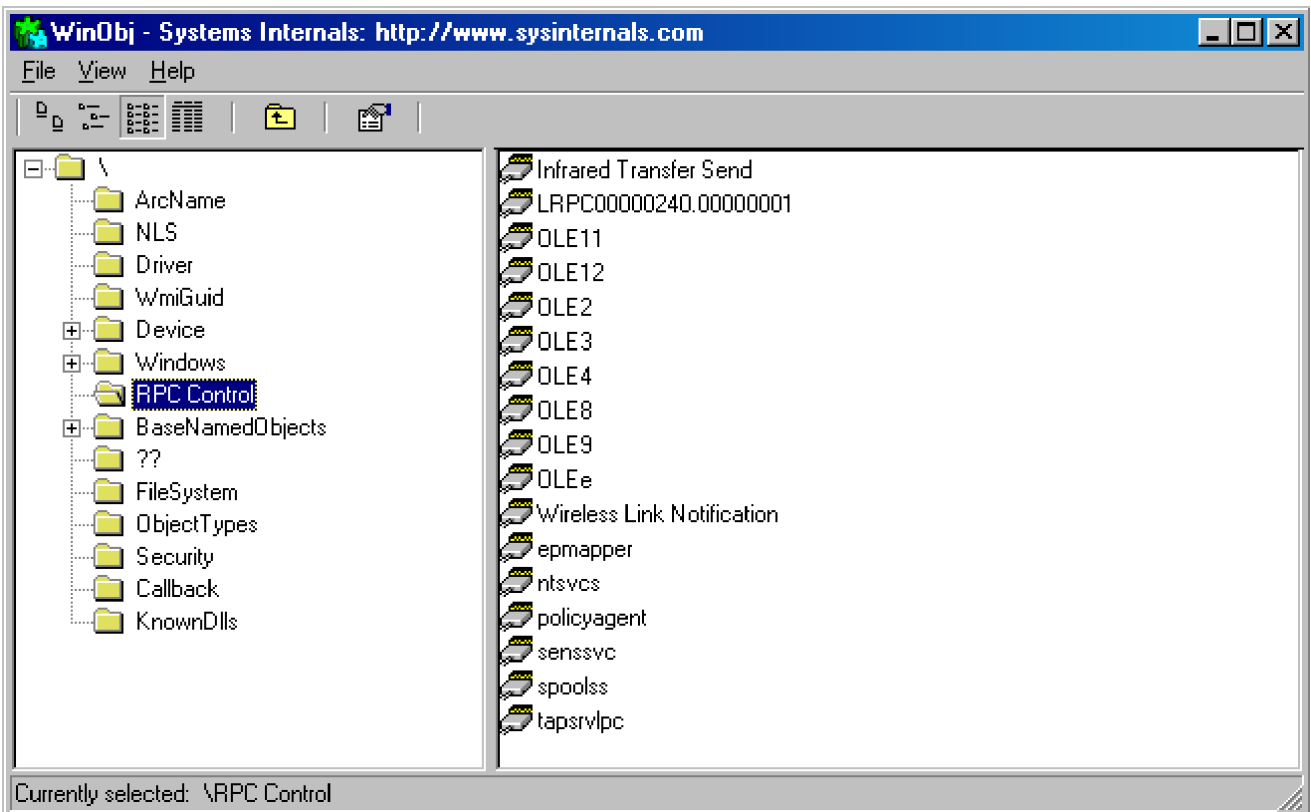 WinObj - Systems Internals: http://www.sysinternals.com
File View Help
\
ArcName
NLS
Driver
WmiGuid
Device
Windows
RPC Control
BaseNamedObjects
??
FileSystem
ObjectTypes
Security
Callback
KnownDlls
Infrared Transfer Send
LRPC00000240.00000001
OLE11
OLE12
OLE2
OLE3
OLE4
OLE8
OLE9
OLEe
Wireless Link Notification
epmapper
ntsvcs
policyagent
senssvc
spoolss
tapsrvlpc
Currently selected: \RPC Control